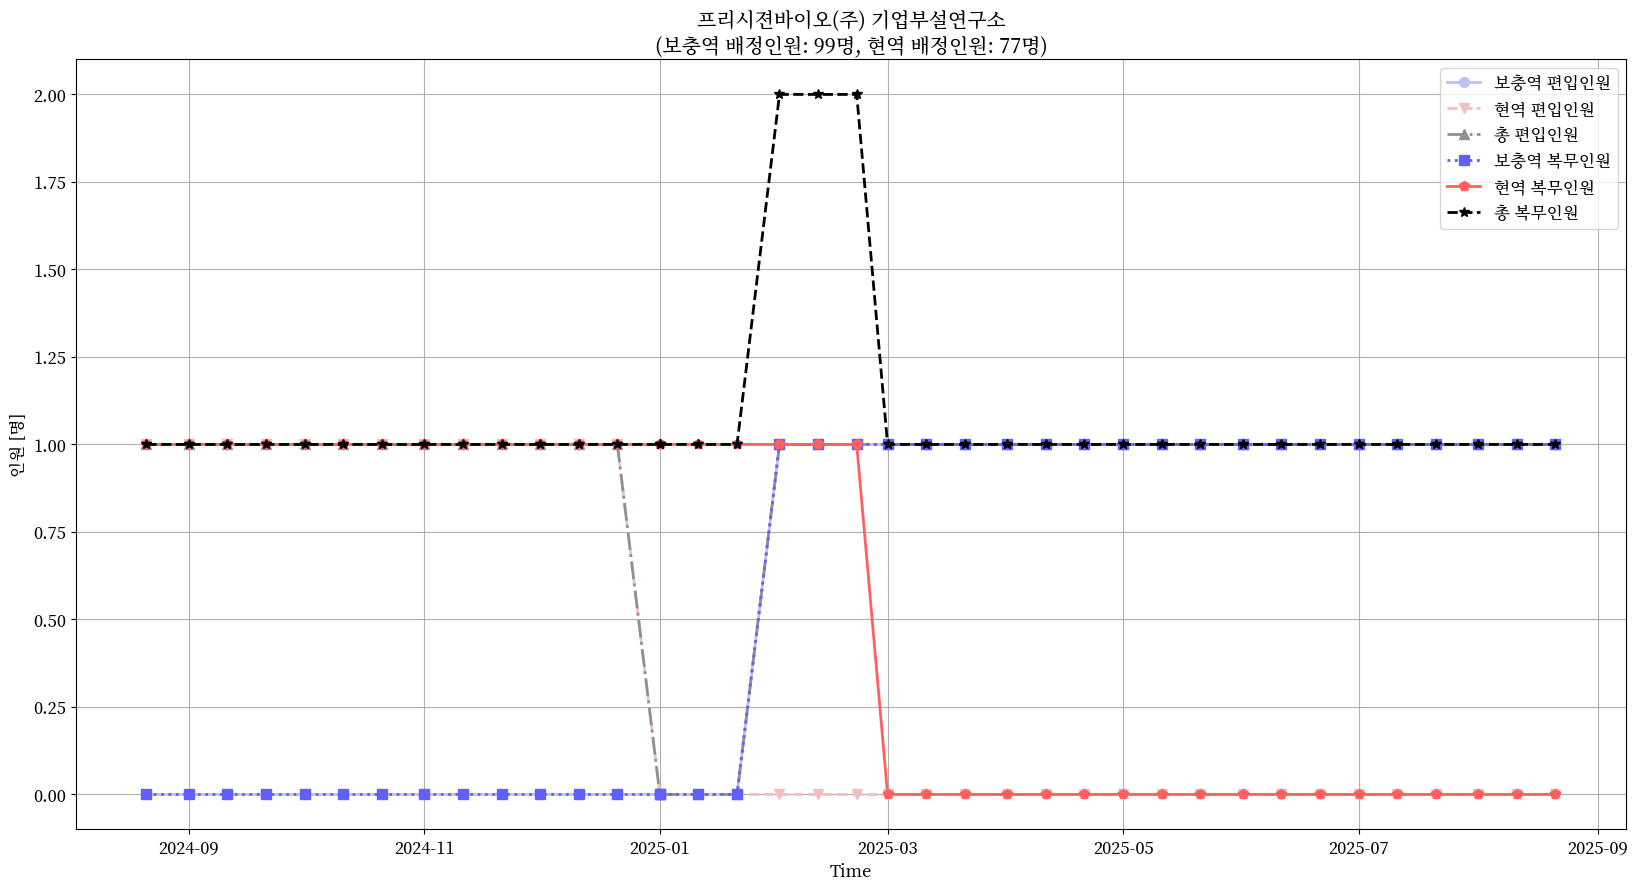 프리시젼바이오(주) 기업부설연구소
(보충역 배정인원: 99명, 현역 배정인원: 77명)
보충역 편입인원
현역 편입인원
총 편입인원
보충역 복무인원
현역 복무인원
총 복무인원
인원 [명]
2.00
1.75
1.50
1.25
1.00
0.75
0.50
0.25
0.00
2024-09
2024-11
2025-01
2025-03
2025-05
2025-07
2025-09
Time